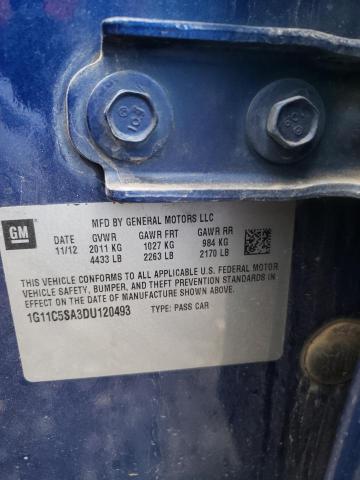 MFD BY GENERAL MOTORS LLC
GM
DATE GVWR GAWR FRT GAWR RR
11/12 2011 KG 1027 KG 984 KG
4433 LB 2263 LB 2170 LB
THIS VEHICLE CONFORMS TO ALL APPLICABLE U.S. FEDERAL MOTOR
VEHICLE SAFETY, BUMPER, AND THEFT PREVENTION STANDARDS IN
EFFECT ON THE DATE OF MANUFACTURE SHOWN ABOVE.
1G11C5SA3DU120493 TYPE: PASS CAR